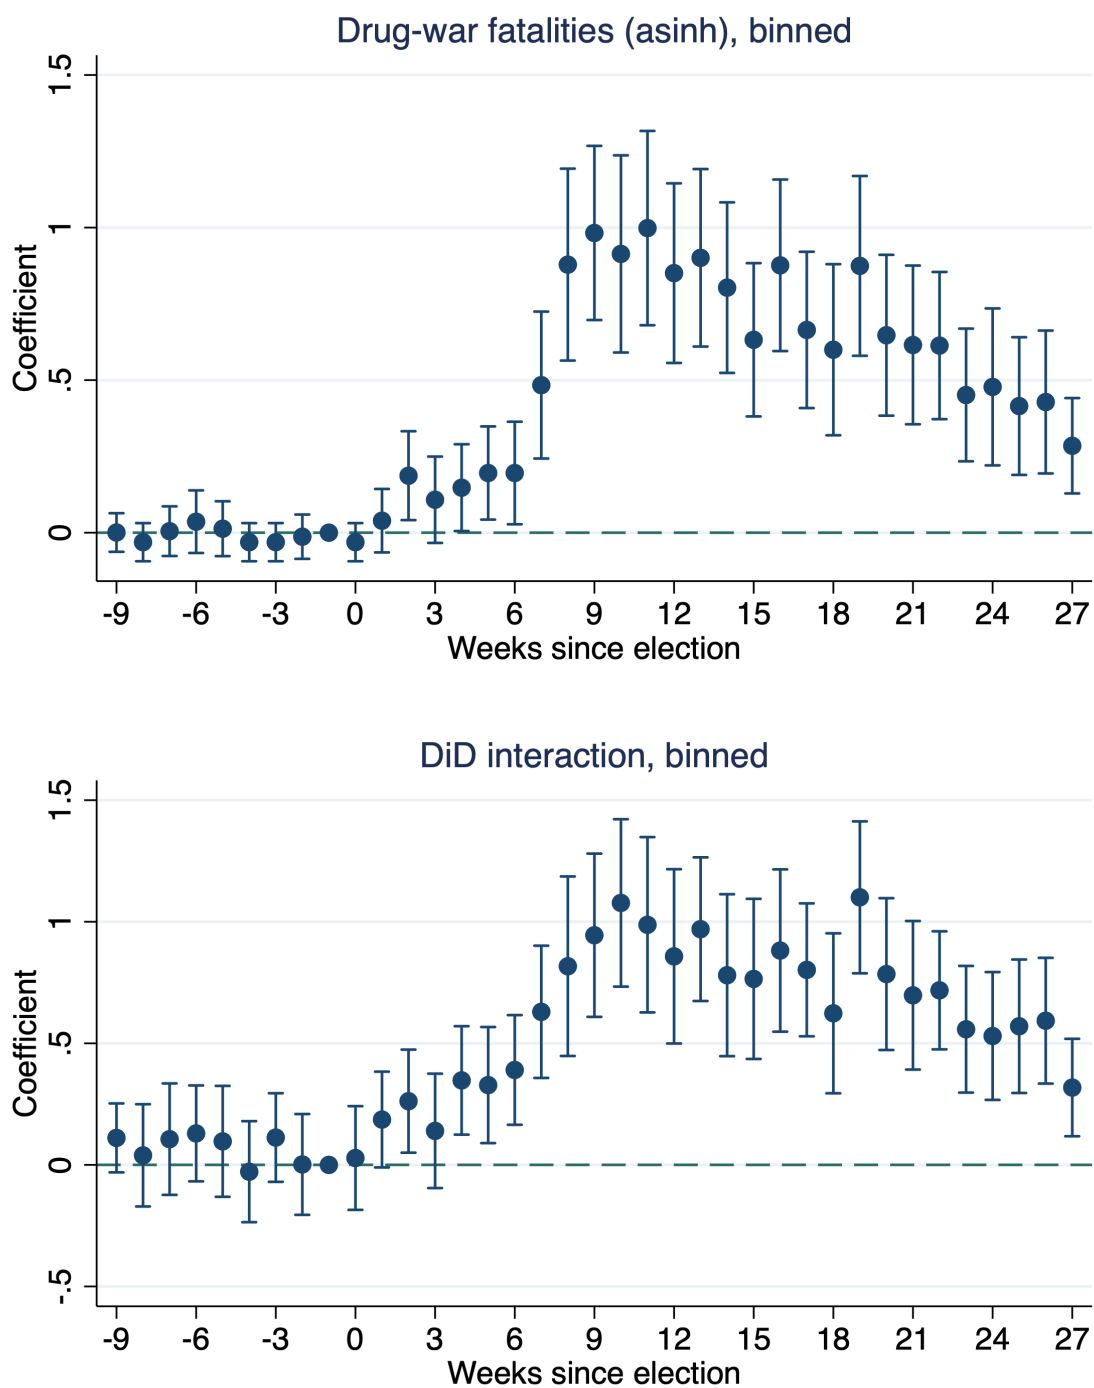 Drug-war fatalities (asinh), binned
1.5
1
.5
0
Coefficient
-9 -6 -3 0 3 6 9 12 15 18 21 24 27
Weeks since election
DiD interaction, binned
1.5
1
.5
0
-.5
Coefficient
-9 -6 -3 0 3 6 9 12 15 18 21 24 27
Weeks since election